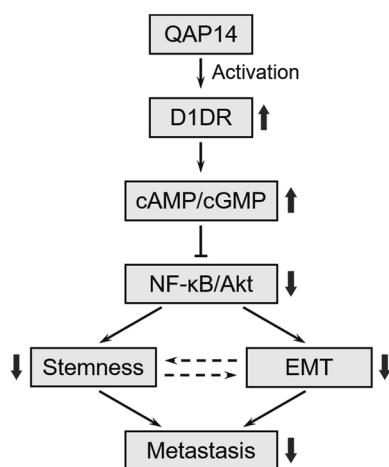 QAP14
Activation
D1DR
cAMP/cGMP
NF-κB/Akt
Stemness
EMT
Metastasis